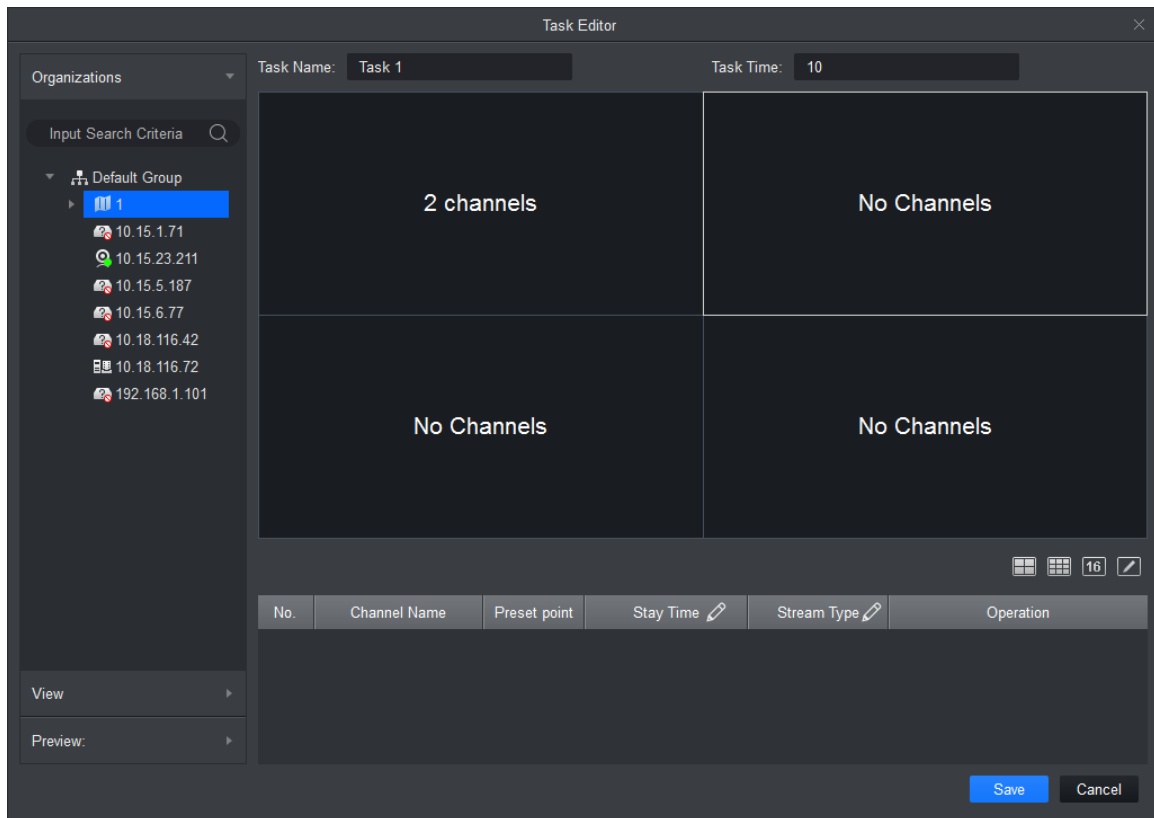 Task Editor
Organizations
Task Name: Task 1
Task Time: 10
Input Search Criteria
Default Group
1
10.15.1.71
10.15.23.211
10.15.5.187
10.15.6.77
10.18.116.42
10.18.116.72
192.168.1.101
2 channels
No Channels
No Channels
No Channels
16
No. Channel Name Preset point Stay Time Stream Type Operation
View
Preview:
Save Cancel